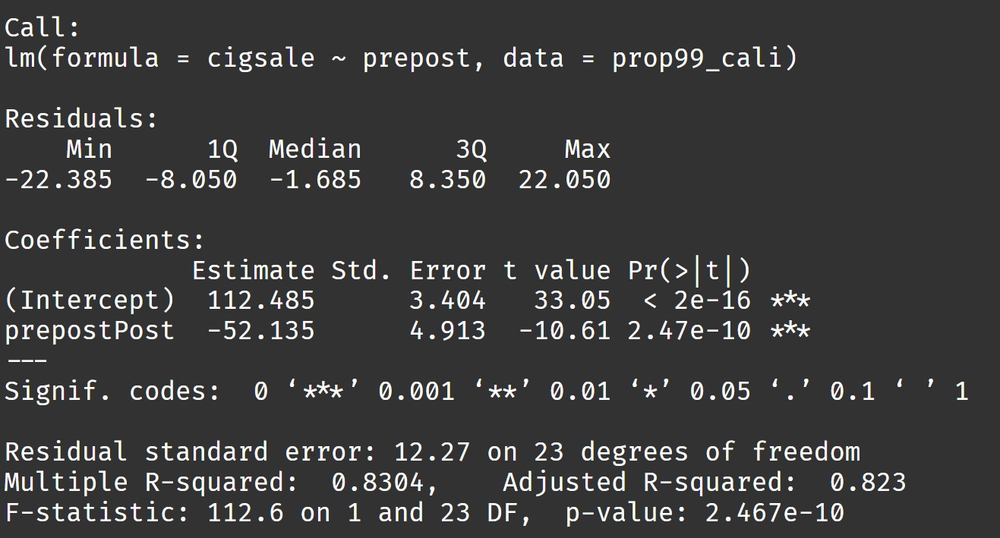 Call:
lm(formula = cigsale ~ prepost, data = prop99_cali)
Residuals:
    Min      1Q  Median      3Q     Max
-22.385  -8.050  -1.685   8.350  22.050
Coefficients:
            Estimate Std. Error t value Pr(>|t|)
(Intercept)  112.485      3.404   33.05  < 2e-16 ***
prepostPost  -52.135      4.913  -10.61 2.47e-10 ***
---
Signif. codes:  0 ‘***’ 0.001 ‘**’ 0.01 ‘*’ 0.05 ‘.’ 0.1 ‘ ’ 1
Residual standard error: 12.27 on 23 degrees of freedom
Multiple R-squared:  0.8304,    Adjusted R-squared:  0.823
F-statistic: 112.6 on 1 and 23 DF,  p-value: 2.467e-10